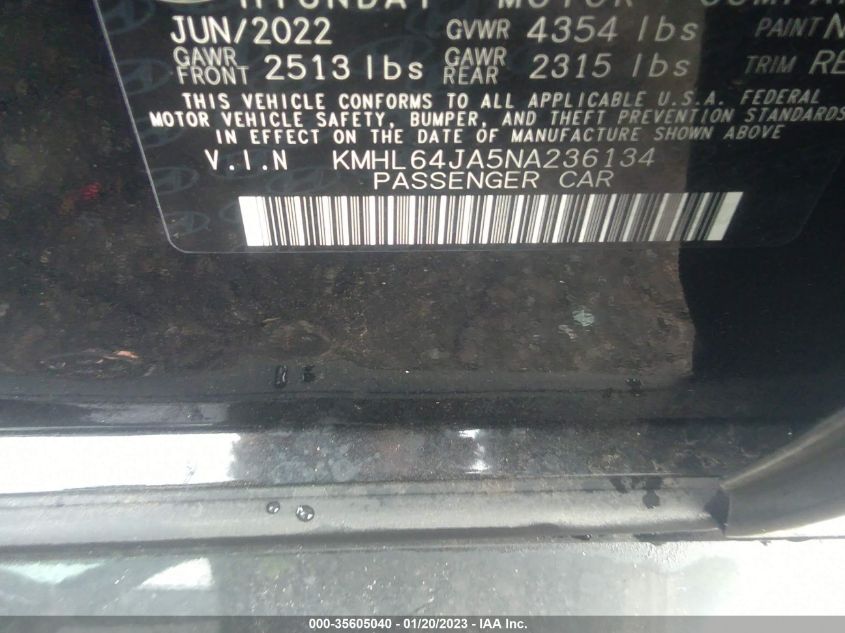 HYUNDAI MOTOR
JUN/2022 GVWR 4354 lbs PAINT
GAWR FRONT 2513 lbs GAWR REAR 2315 lbs TRIM
THIS VEHICLE CONFORMS TO ALL APPLICABLE U.S.A. FEDERAL
MOTOR VEHICLE SAFETY, BUMPER, AND THEFT PREVENTION STANDARDS
IN EFFECT ON THE DATE OF MANUFACTURE SHOWN ABOVE
V.I.N KMHL64JA5NA236134
PASSENGER CAR
000-35605040 - 01/20/2023 - IAA Inc.